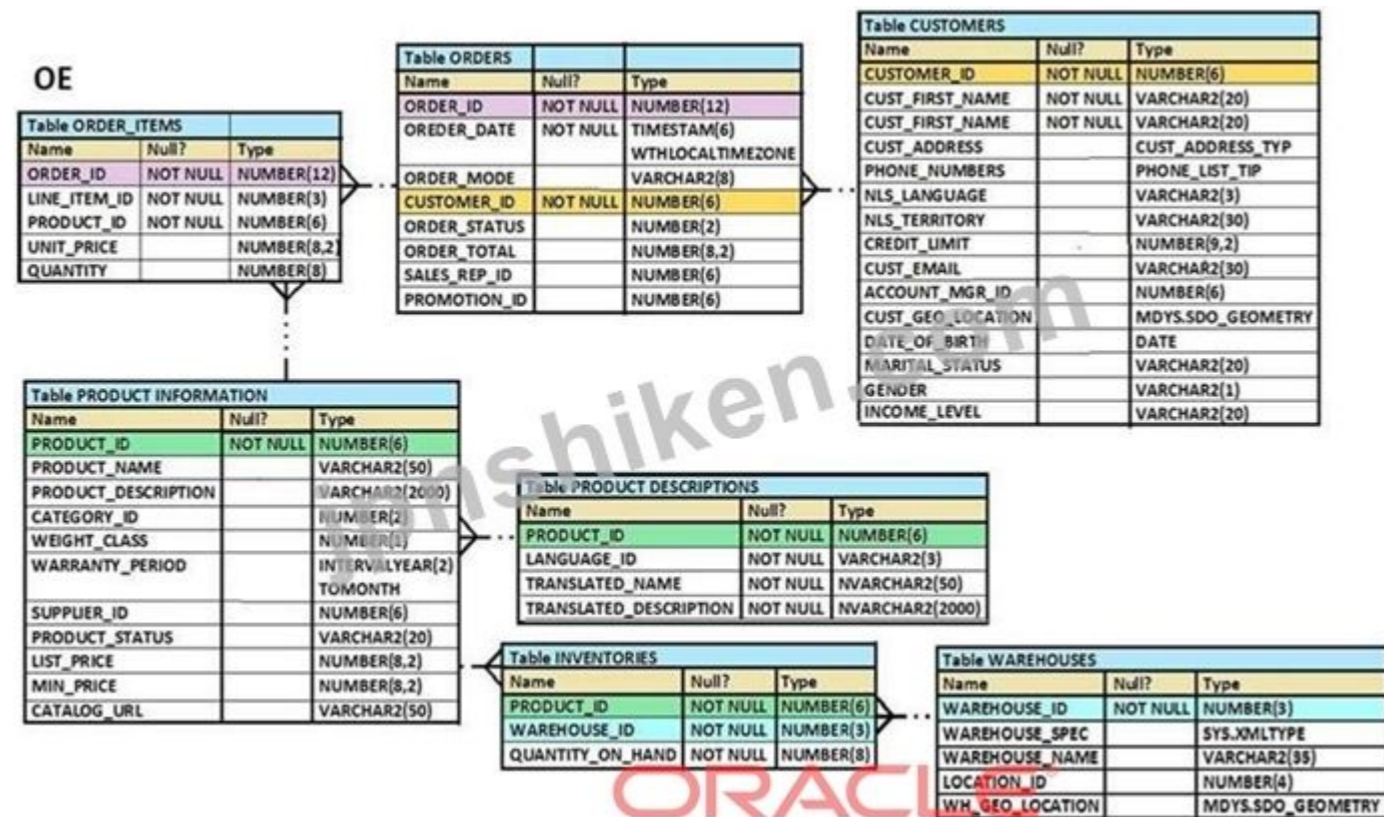 OE
Table ORDER_ITEMS
Name Null? Type
ORDER_ID NOT NULL NUMBER(12)
LINE_ITEM_ID NOT NULL NUMBER(3)
PRODUCT_ID NOT NULL NUMBER(6)
UNIT_PRICE NUMBER(8,2)
QUANTITY NUMBER(8)
Table ORDERS
Name Null? Type
ORDER_ID NOT NULL NUMBER(12)
OREDER_DATE NOT NULL TIMESTAM(6)
WTHLOCALTIMEZONE
ORDER_MODE VARCHAR2(8)
CUSTOMER_ID NOT NULL NUMBER(6)
ORDER_STATUS NUMBER(2)
ORDER_TOTAL NUMBER(8,2)
SALES_REP_ID NUMBER(6)
PROMOTION_ID NUMBER(6)
Table CUSTOMERS
Name Null? Type
CUSTOMER_ID NOT NULL NUMBER(6)
CUST_FIRST_NAME NOT NULL VARCHAR2(20)
CUST_FIRST_NAME NOT NULL VARCHAR2(20)
CUST_ADDRESS CUST_ADDRESS_TYP
PHONE_NUMBERS PHONE_LIST_TIP
NLS_LANGUAGE VARCHAR2(3)
NLS_TERRITORY VARCHAR2(30)
CREDIT_LIMIT NUMBER(9,2)
CUST_EMAIL VARCHAR2(30)
ACCOUNT_MGR_ID NUMBER(6)
CUST_GEO_LOCATION MDYS.SDO_GEOMETRY
DATE_OF_BIRTH DATE
MARITAL_STATUS VARCHAR2(20)
GENDER VARCHAR2(1)
INCOME_LEVEL VARCHAR2(20)
Table PRODUCT INFORMATION
Name Null? Type
PRODUCT_ID NOT NULL NUMBER(6)
PRODUCT_NAME VARCHAR2(50)
PRODUCT_DESCRIPTION VARCHAR2(2000)
CATEGORY_ID NUMBER(2)
WEIGHT_CLASS NUMBER(1)
WARRANTY_PERIOD INTERVALYEAR(2)
TOMONTH
SUPPLIER_ID NUMBER(6)
PRODUCT_STATUS VARCHAR2(20)
LIST_PRICE NUMBER(8,2)
MIN_PRICE NUMBER(8,2)
CATALOG_URL VARCHAR2(50)
Table PRODUCT DESCRIPTIONS
Name Null? Type
PRODUCT_ID NOT NULL NUMBER(6)
LANGUAGE_ID NOT NULL VARCHAR2(3)
TRANSLATED_NAME NOT NULL NVARCHAR2(50)
TRANSLATED_DESCRIPTION NOT NULL NVARCHAR2(2000)
Table INVENTORIES
Name Null? Type
PRODUCT_ID NOT NULL NUMBER(6)
WAREHOUSE_ID NOT NULL NUMBER(3)
QUANTITY_ON_HAND NOT NULL NUMBER(8)
Table WAREHOUSES
Name Null? Type
WAREHOUSE_ID NOT NULL NUMBER(3)
WAREHOUSE_SPEC SYS.XMLTYPE
WAREHOUSE_NAME VARCHAR2(35)
LOCATION_ID NUMBER(4)
WH_GEO_LOCATION MDYS.SDO_GEOMETRY
jpnshiken.com
ORACLE